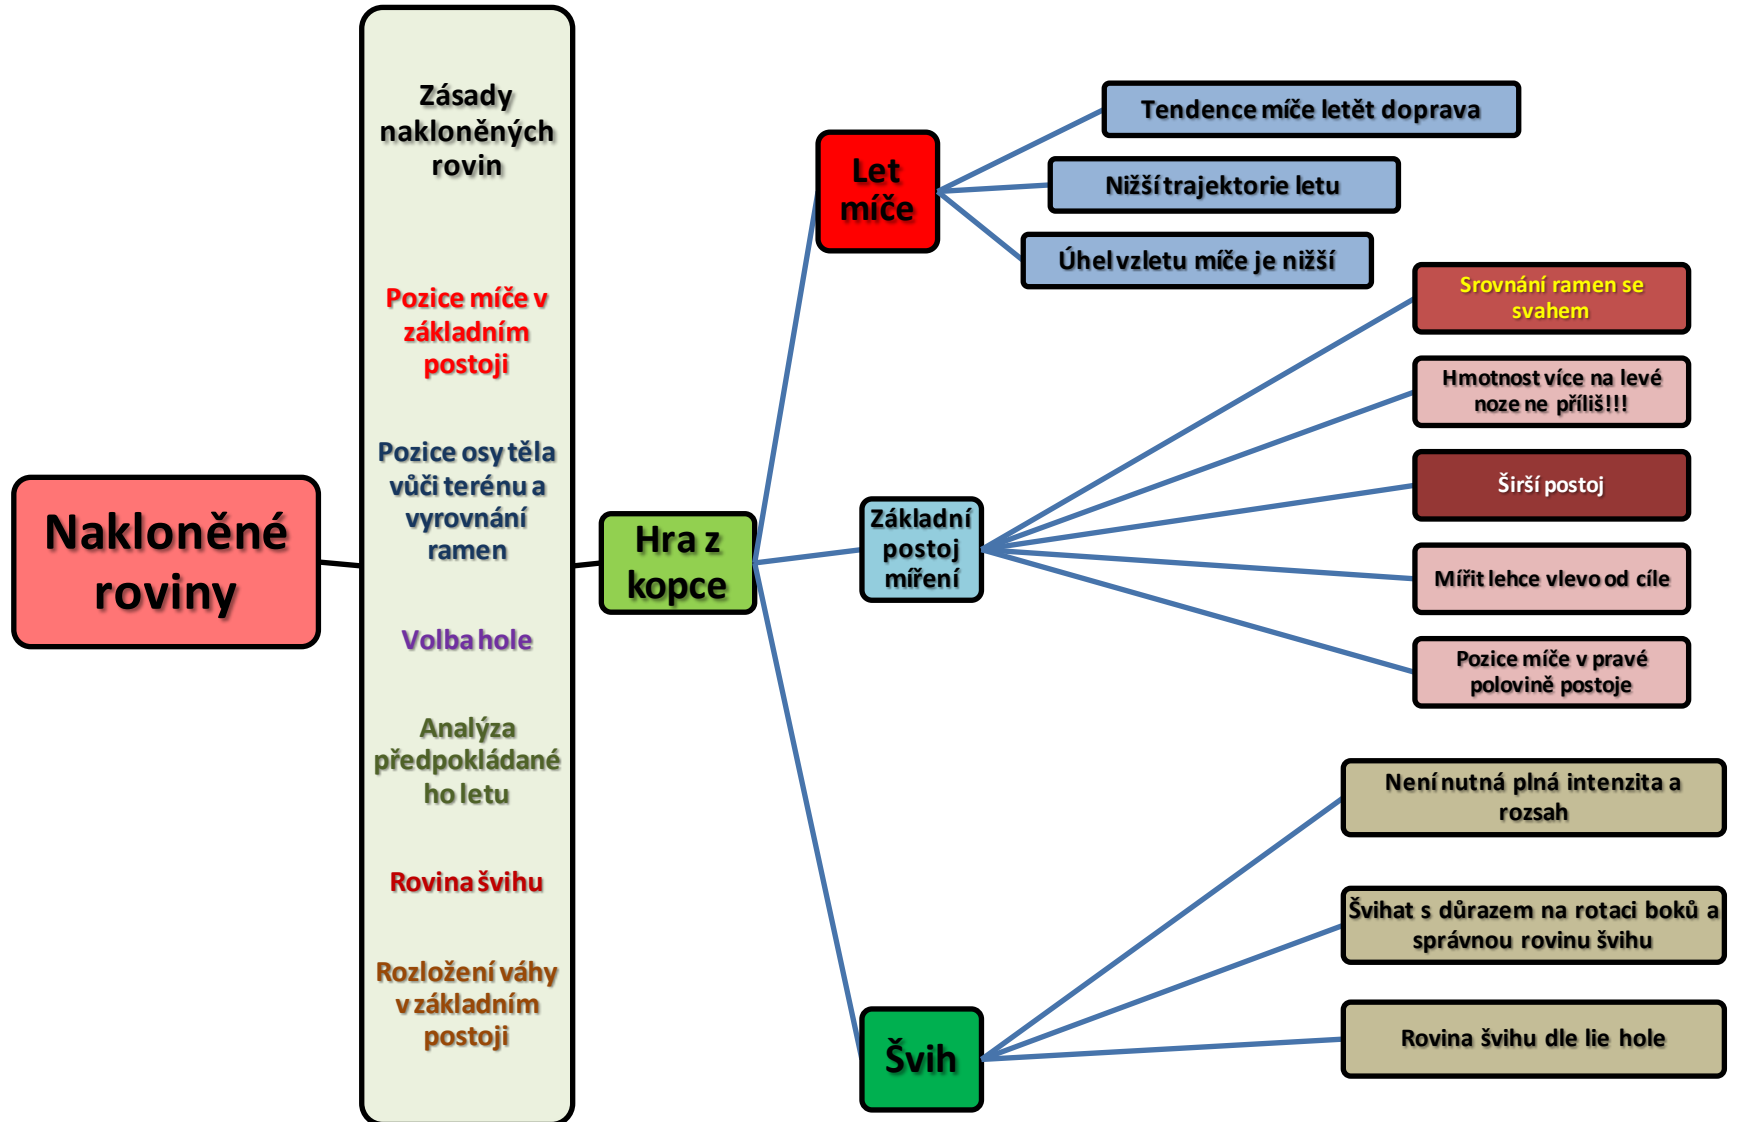 Nakloněné
roviny
Zásady
nakloněných
rovin
Pozice míče v
základním
postoji
Pozice osy těla
vůči terénu a
vyrovnání
ramen
Volba hole
Analýza
předpokládané
ho letu
Rovina švihu
Rozložení váhy
v základním
postoji
Hra z
kopce
Let
míče
Tendence míče letět doprava
Nižší trajektorie letu
Úhel vzletu míče je nižší
Základní
postoj
míření
Srovnání ramen se
svahem
Hmotnost více na levé
noze ne příliš!!!
Širší postoj
Mířit lehce vlevo od cíle
Pozice míče v pravé
polovině postoje
Švih
Není nutná plná intenzita a
rozsah
Švihat s důrazem na rotaci boků a
správnou rovinu švihu
Rovina švihu dle lie hole